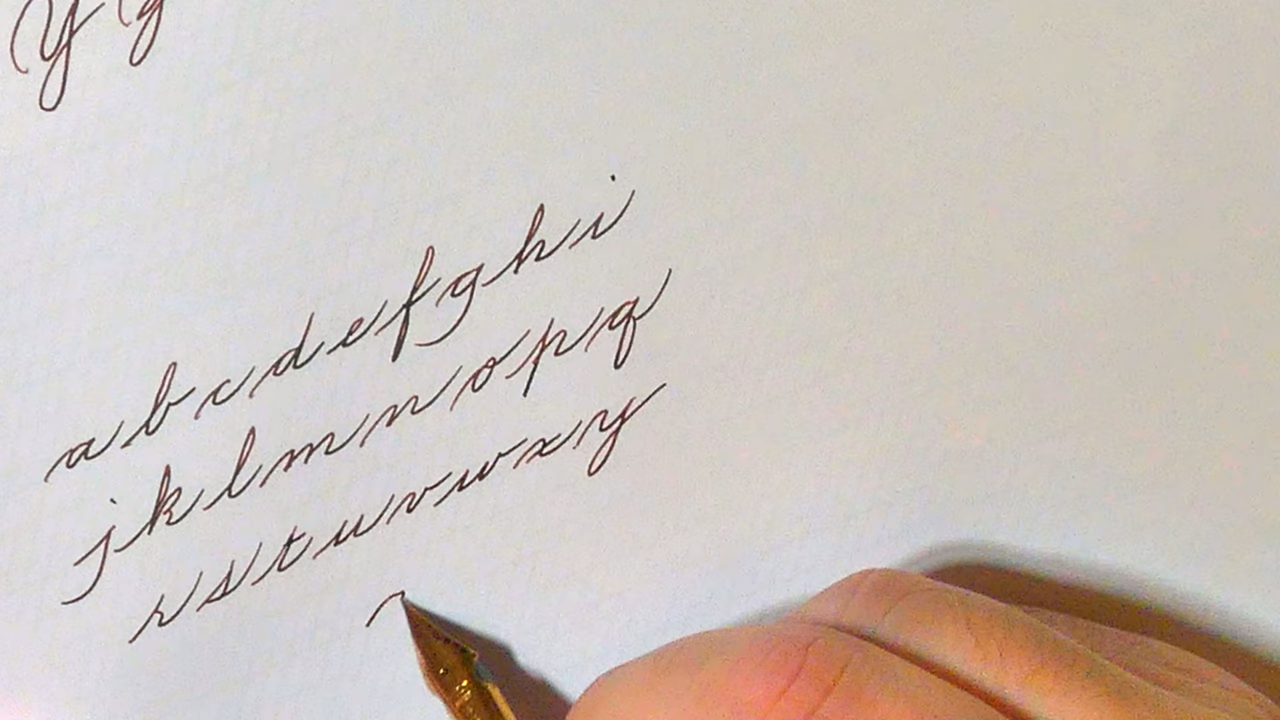 Y y
abcdefghi
jklmnopq
rstuvwxy